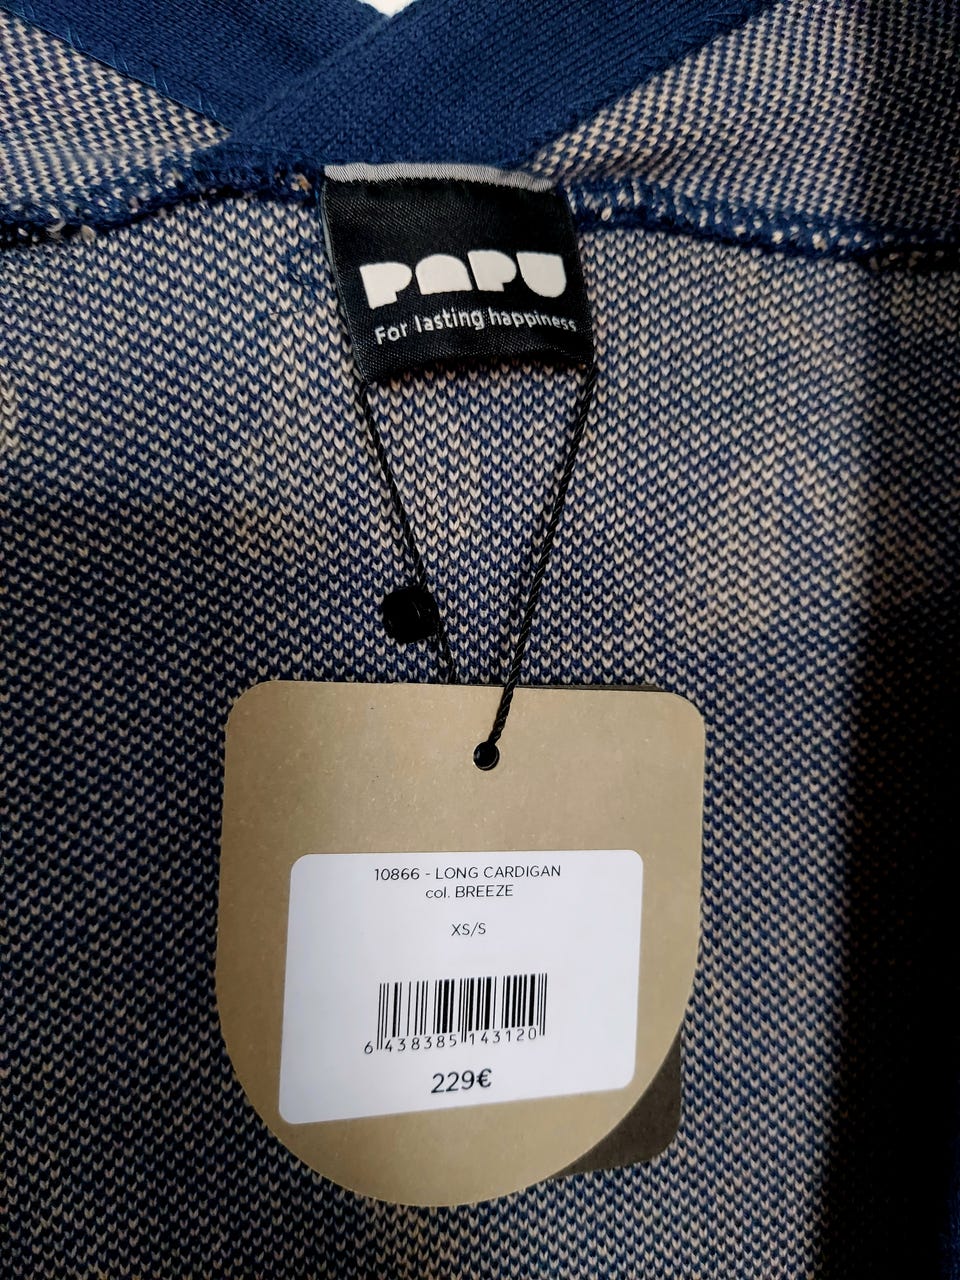 PAPU
For lasting happiness
10866 - LONG CARDIGAN
col. BREEZE
XS/S
6 438385 143120
229€